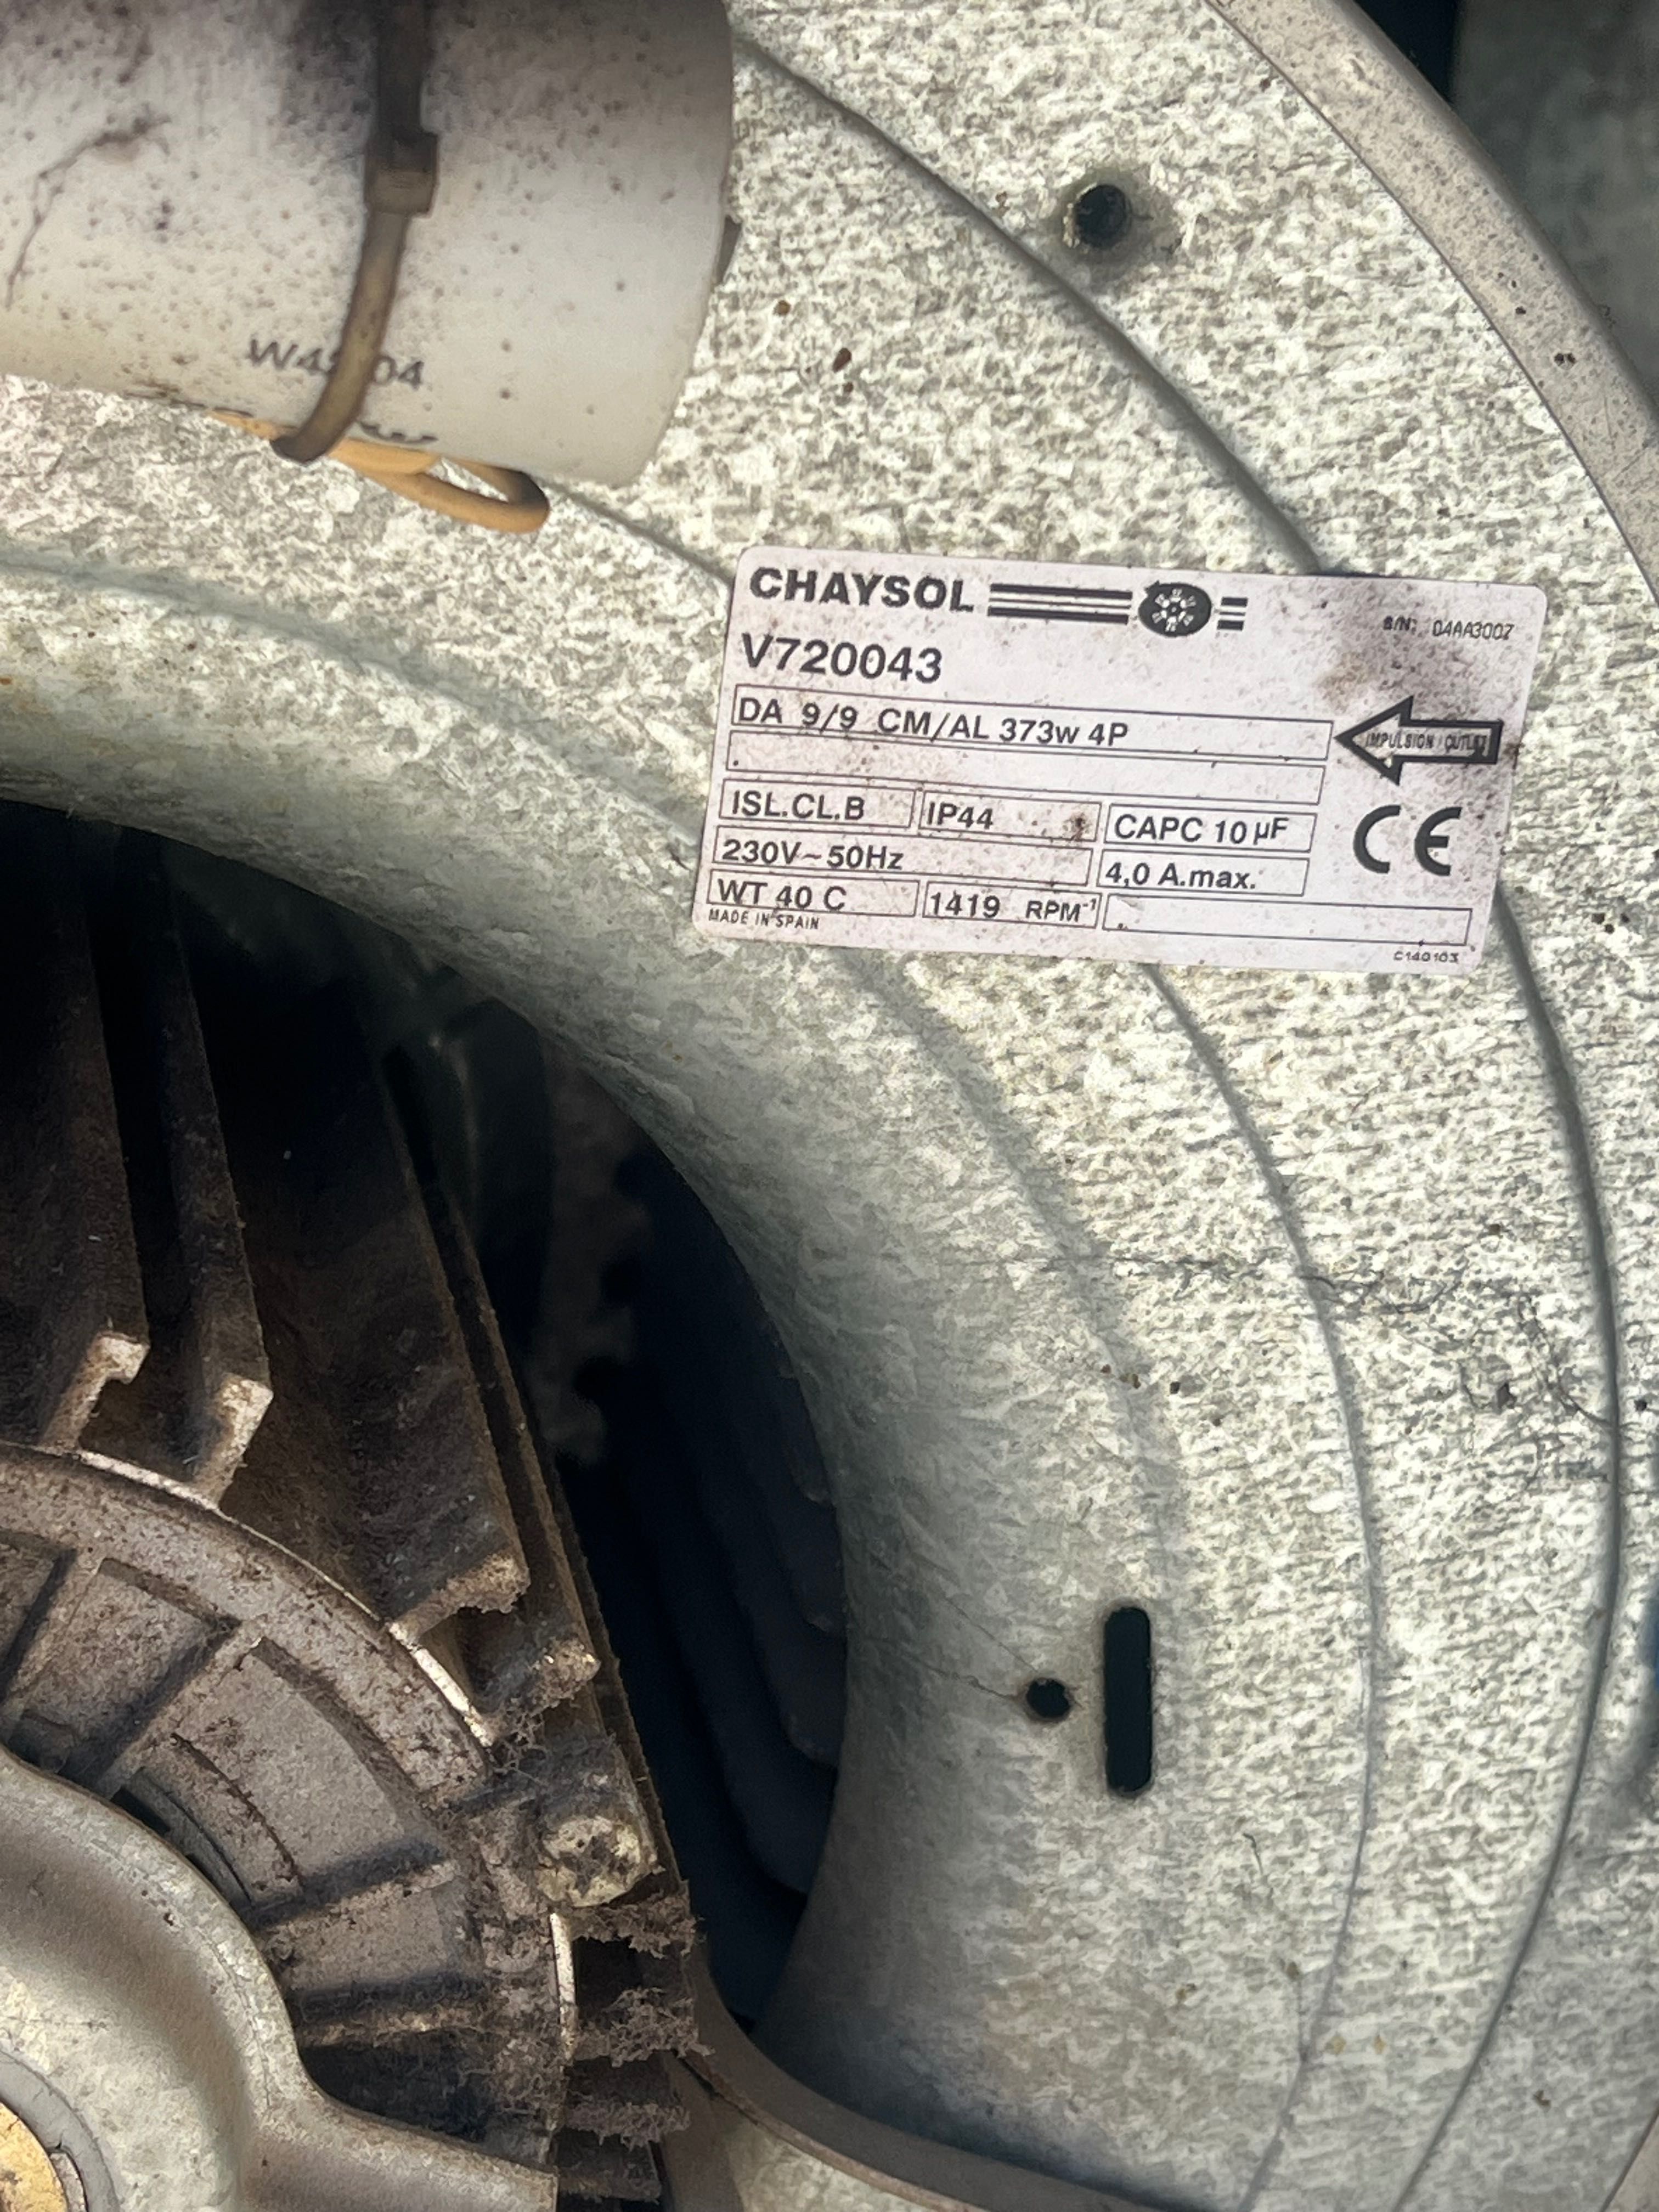 CHAYSOL
S/N: 04AA3007
V720043
DA 9/9 CM/AL 373w 4P
IMPULSION / OUTLET
.
ISL.CL.B IP44 CAPC 10 µF
CE
230V~50Hz 4,0 A.max.
WT 40 C 1419 RPM⁻¹ .
MADE IN SPAIN
C140103